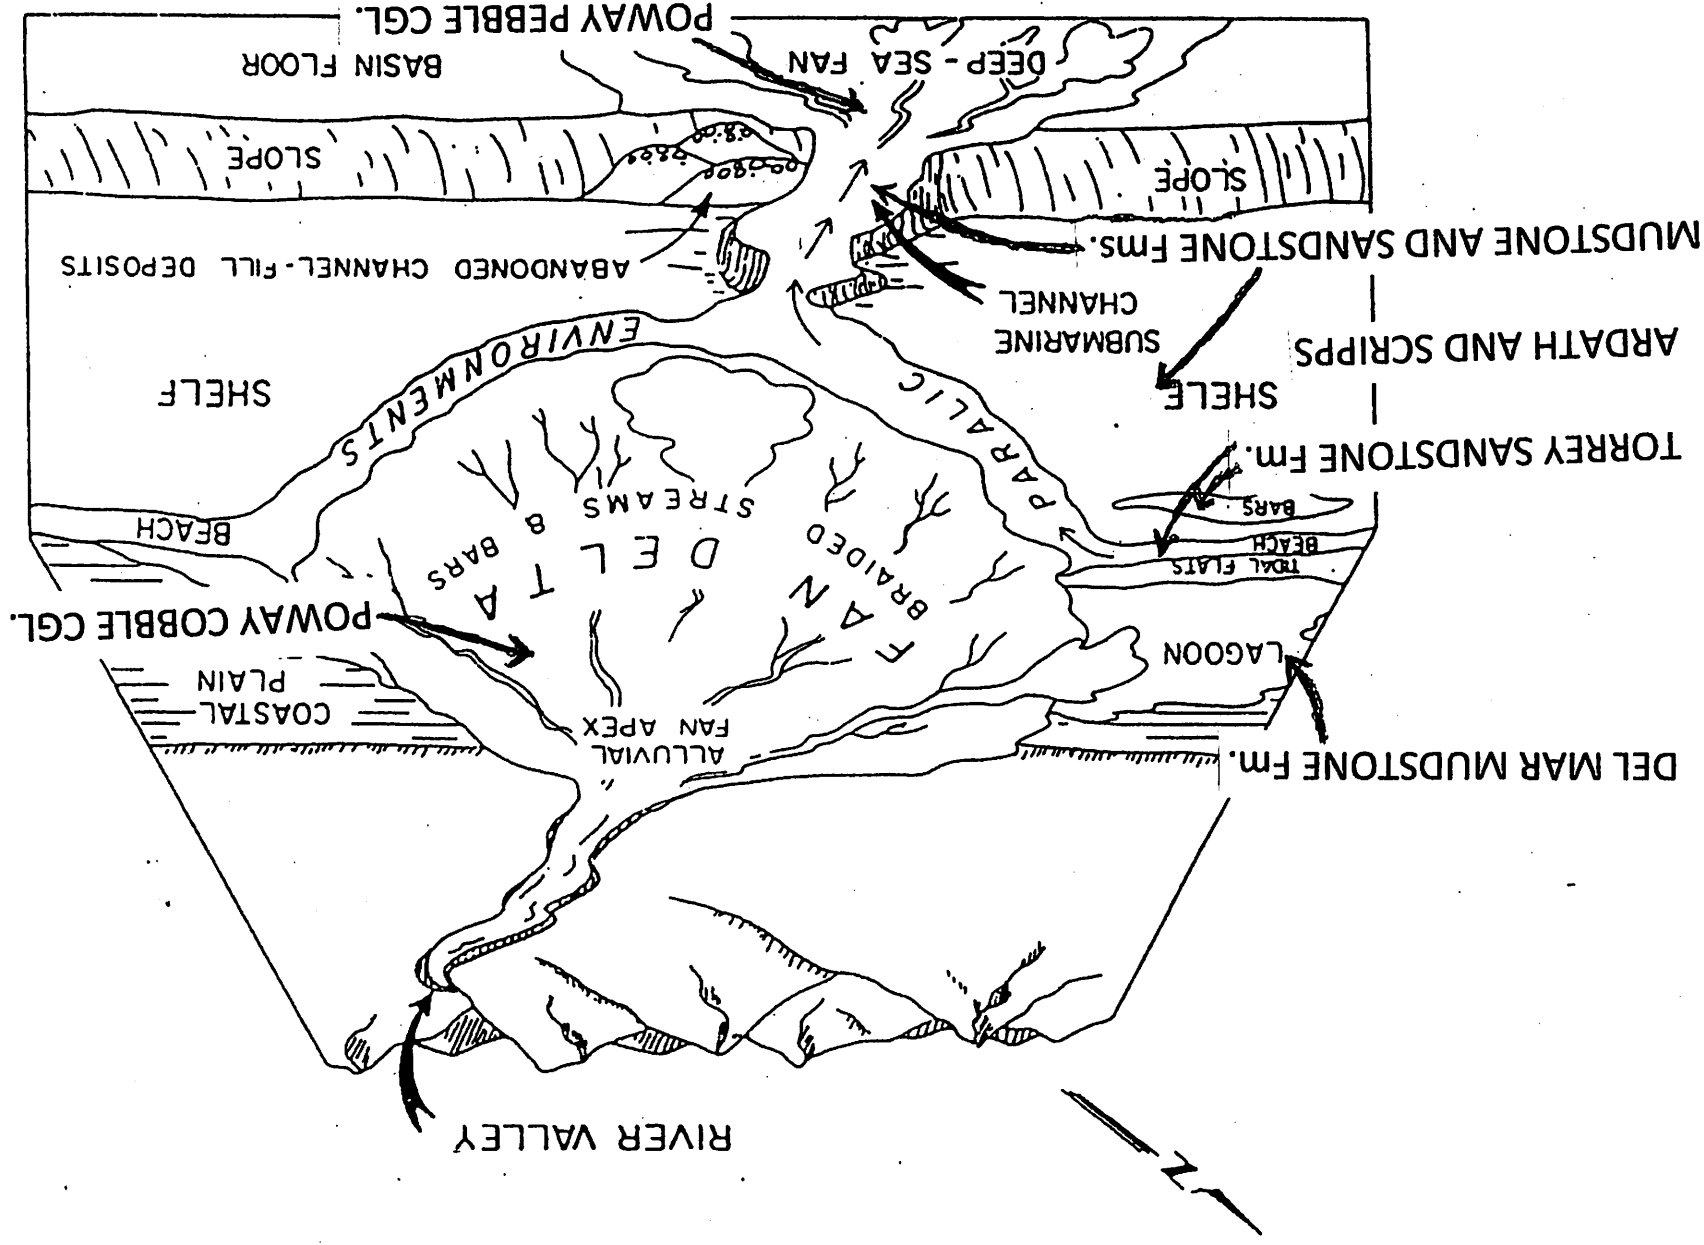 N
RIVER VALLEY
DEL MAR MUDSTONE Fm.
ALLUVIAL
FAN APEX
COASTAL
PLAIN
LAGOON
POWAY COBBLE CGL.
FAN DELTA
BRAIDED STREAMS & BARS
TIDAL FLATS
BEACH
BARS
BEACH
TORREY SANDSTONE Fm.
PARALIC ENVIRONMENTS
SHELF
SHELF
ARDATH AND SCRIPPS
MUDSTONE AND SANDSTONE Fms.
SUBMARINE
CHANNEL
ABANDONED CHANNEL-FILL DEPOSITS
SLOPE
SLOPE
DEEP-SEA FAN
BASIN FLOOR
POWAY PEBBLE CGL.